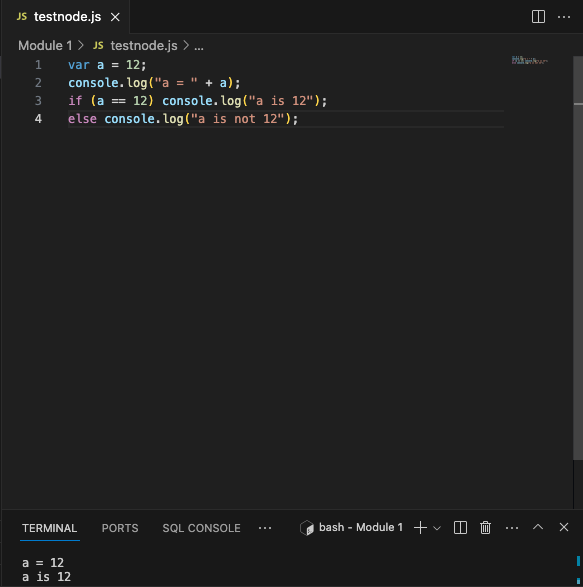 JS testnode.js
Module 1 > JS testnode.js > ...
1 var a = 12;
2 console.log("a = " + a);
3 if (a == 12) console.log("a is 12");
4 else console.log("a is not 12");
TERMINAL PORTS SQL CONSOLE ... bash - Module 1
a = 12
a is 12